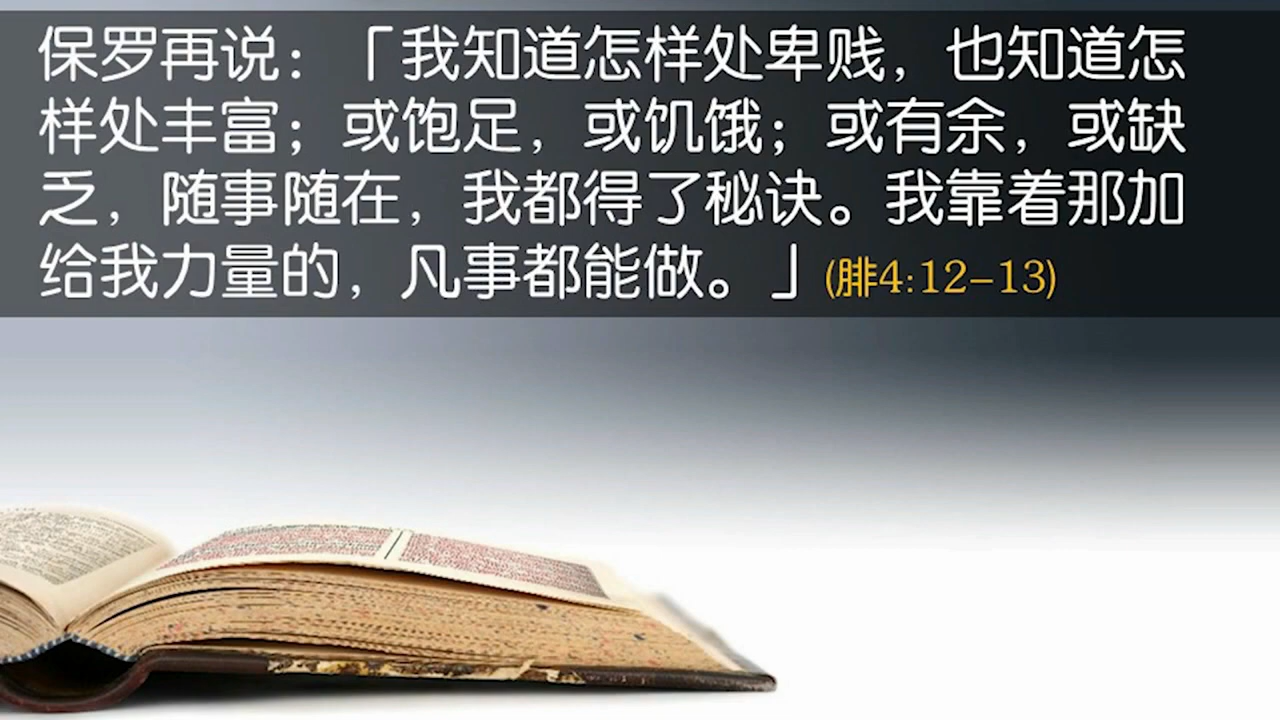 保罗再说：「我知道怎样处卑贱，也知道怎
样处丰富；或饱足，或饥饿；或有余，或缺
乏，随事随在，我都得了秘诀。我靠着那加
给我力量的，凡事都能做。」(腓4:12-13)